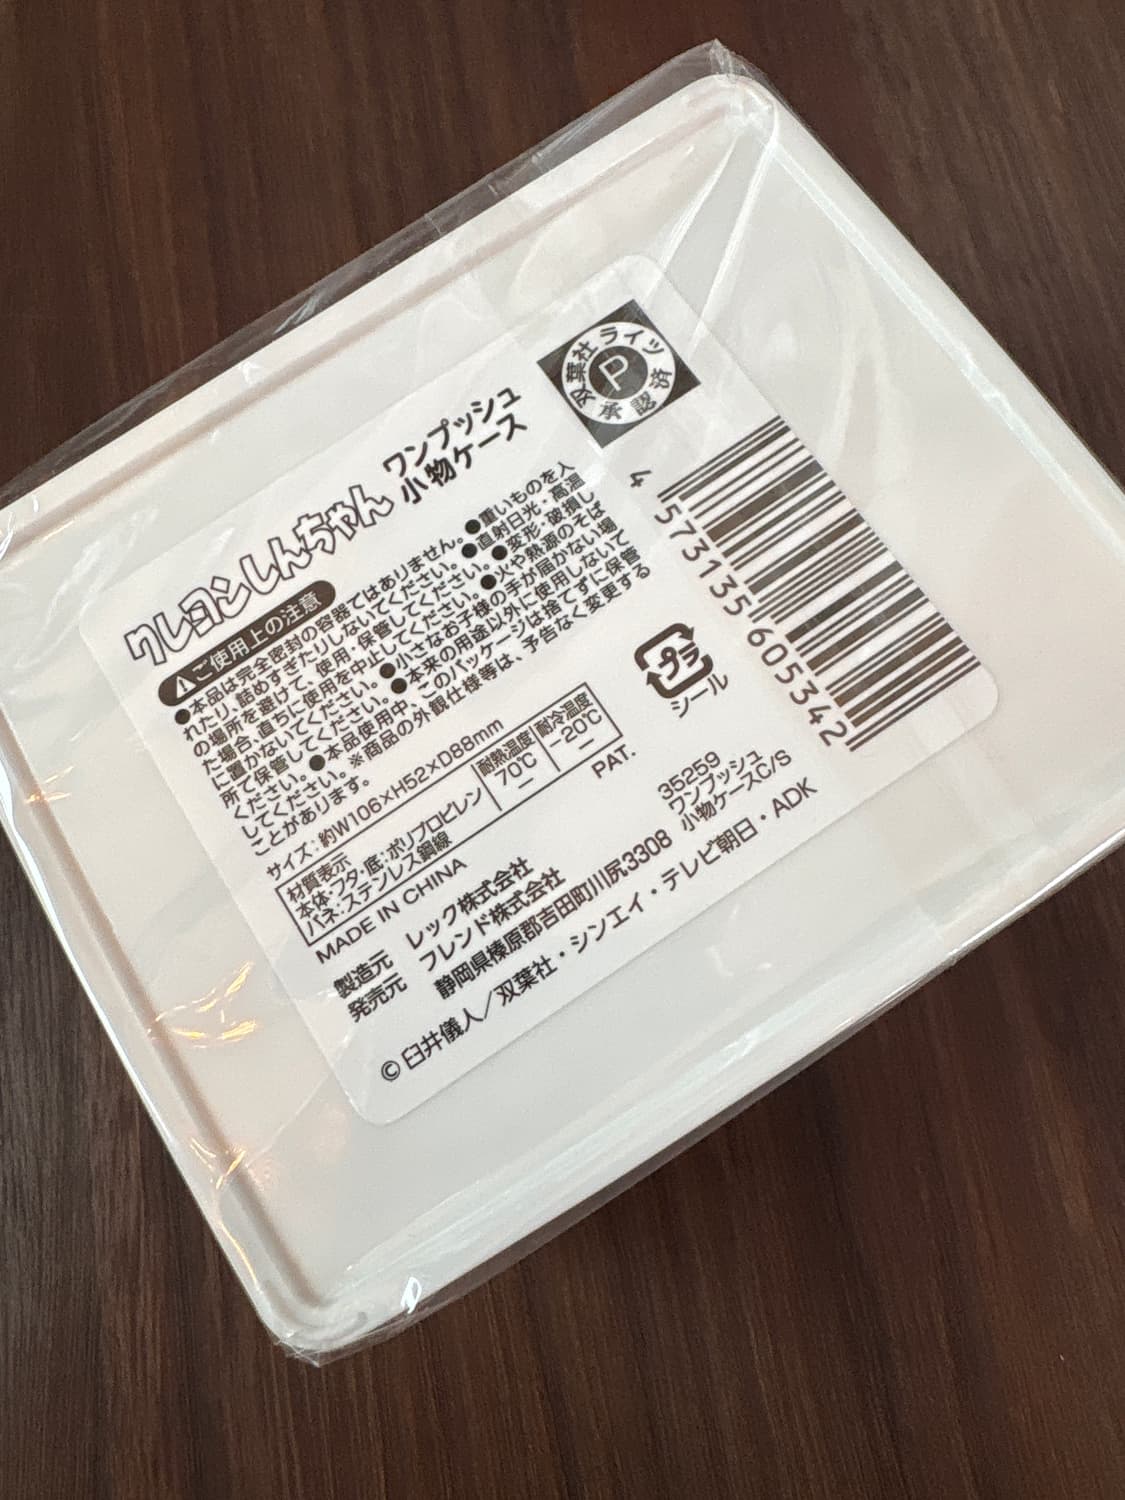 クレヨンしんちゃん
ワンプッシュ
小物ケース
双葉社ライツ
P
承認済
ご使用上の注意
●本品は完全密封の容器ではありません。●重いものを入
れたり、詰めすぎたりしないでください。●直射日光・高温
の場所を避けて、使用・保管してください。●変形・破損し
た場合、直ちに使用を中止してください。●火や熱源のそば
に置かないでください。●小さなお子様の手が届かない場
所で保管してください。●本来の用途以外に使用しないで
ください。●本品使用中、このパッケージは捨てずに保管
してください。※商品の外観仕様等は、予告なく変更する
ことがあります。
サイズ：約W106×H52×D88mm
材質表示
本体・フタ・底：ポリプロピレン
バネ：ステンレス鋼線
耐熱温度
70℃
耐冷温度
-20℃
MADE IN CHINA
PAT.
プラ
シール
4 573135 605342
製造元 レック株式会社
発売元 フレンド株式会社
静岡県榛原郡吉田町川尻3308
35259
ワンプッシュ
小物ケースC/S
©臼井儀人／双葉社・シンエイ・テレビ朝日・ADK